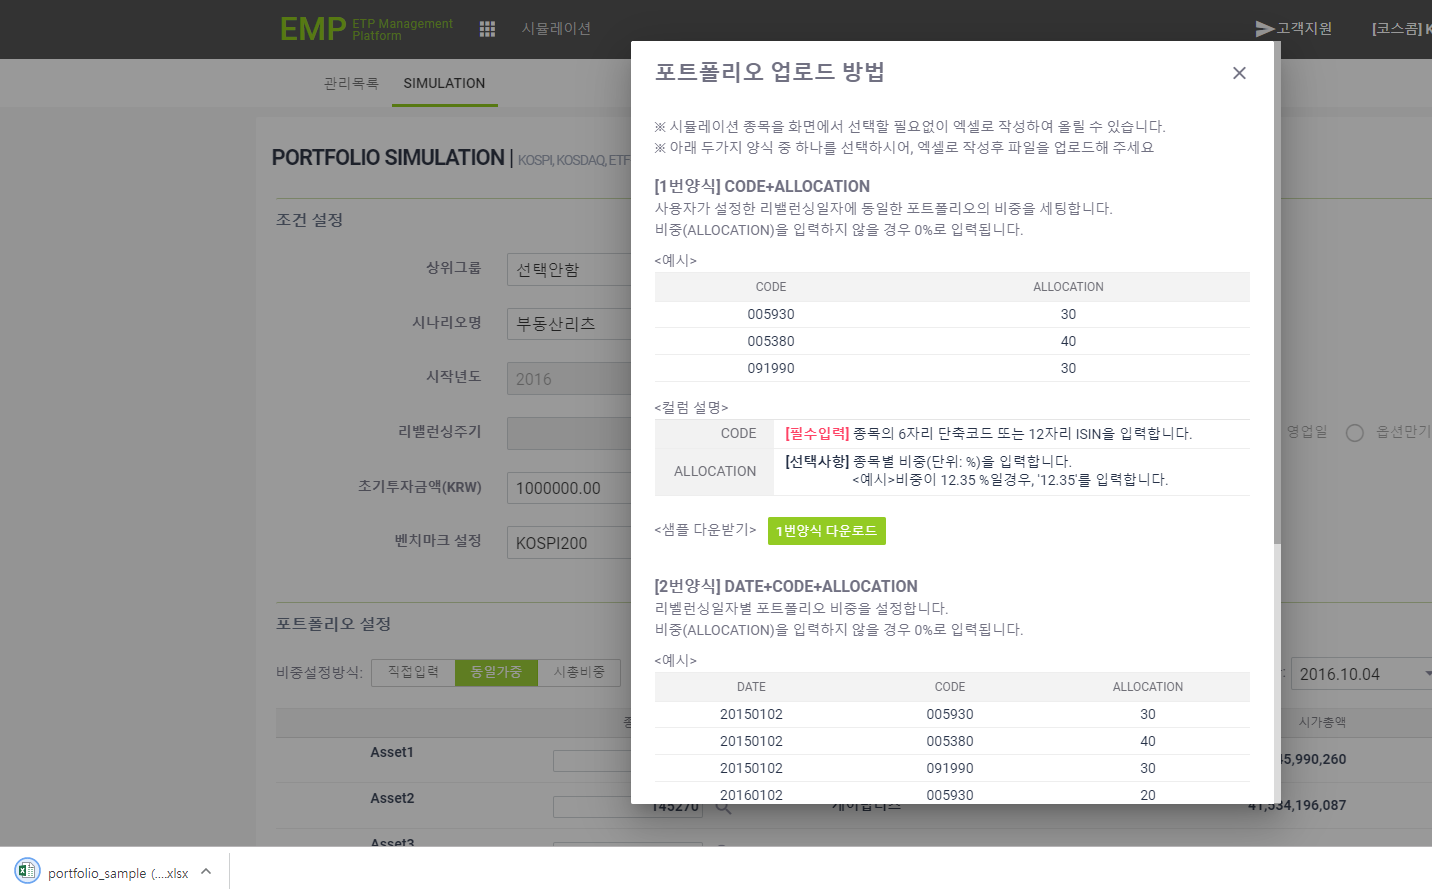 EMP ETP Management
Platform
시뮬레이션
고객지원
[코스콤]
관리목록
SIMULATION
PORTFOLIO SIMULATION | KOSPI, KOSDAQ, ETF
조건 설정
상위그룹
선택안함
시나리오명
부동산리츠
시작년도
2016
리밸런싱주기
영업일
옵션만기
초기투자금액(KRW)
1000000.00
벤치마크 설정
KOSPI200
포트폴리오 설정
비중설정방식:
직접입력
동일가중
시총비중
2016.10.04
시가총액
Asset1
45,990,260
Asset2
145270
케이탑리츠
41,534,196,087
Asset3
포트폴리오 업로드 방법
※ 시뮬레이션 종목을 화면에서 선택할 필요없이 엑셀로 작성하여 올릴 수 있습니다.
※ 아래 두가지 양식 중 하나를 선택하시어, 엑셀로 작성후 파일을 업로드해 주세요
[1번양식] CODE+ALLOCATION
사용자가 설정한 리밸런싱일자에 동일한 포트폴리오의 비중을 세팅합니다.
비중(ALLOCATION)을 입력하지 않을 경우 0%로 입력됩니다.
<예시>
CODE ALLOCATION
005930 30
005380 40
091990 30
<컬럼 설명>
CODE [필수입력] 종목의 6자리 단축코드 또는 12자리 ISIN을 입력합니다.
ALLOCATION [선택사항] 종목별 비중(단위: %)을 입력합니다.
<예시>비중이 12.35 %일경우, '12.35'를 입력합니다.
<샘플 다운받기> 1번양식 다운로드
[2번양식] DATE+CODE+ALLOCATION
리벨런싱일자별 포트폴리오 비중을 설정합니다.
비중(ALLOCATION)을 입력하지 않을 경우 0%로 입력됩니다.
<예시>
DATE CODE ALLOCATION
20150102 005930 30
20150102 005380 40
20150102 091990 30
20160102 005930 20
portfolio_sample (....xlsx